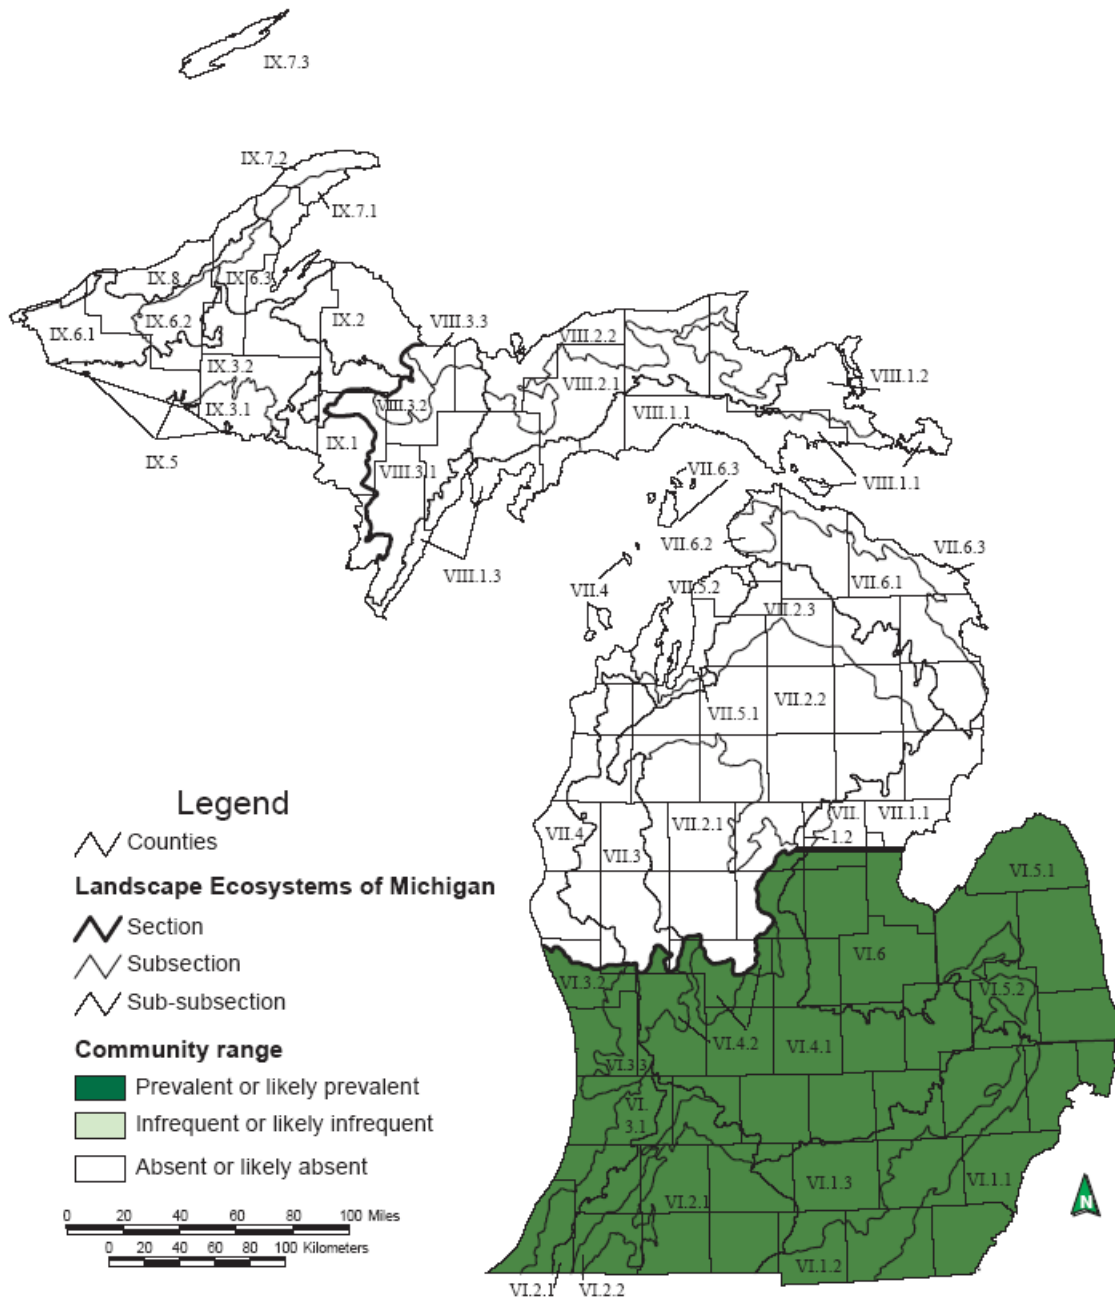 IX.7.3
IX.7.2
IX.7.1
IX.8
IX.6.3
IX.6.1
IX.6.2
IX.2
VIII.3.3
VIII.2.2
IX.3.2
VIII.2.1
VIII.1.2
IX.3.1
VIII.3.2
VIII.1.1
IX.1
IX.5
VIII.3.1
VII.6.3
VIII.1.1
VII.6.2
VII.6.3
VIII.1.3
VII.4
VII.5.2
VII.6.1
VII.2.3
VII.5.1
VII.2.2
Legend
Counties
Landscape Ecosystems of Michigan
Section
Subsection
Sub-subsection
Community range
Prevalent or likely prevalent
Infrequent or likely infrequent
Absent or likely absent
0 20 40 60 80 100 Miles
0 20 40 60 80 100 Kilometers
VII.4
VII.3
VII.2.1
VII.
1.2
VII.1.1
VI.5.1
VI.6
VI.3.2
VI.5.2
VI.4.2
VI.4.1
VI.3.3
VI.
3.1
VI.2.1
VI.1.3
VI.1.1
VI.1.2
VI.2.1
VI.2.2
N